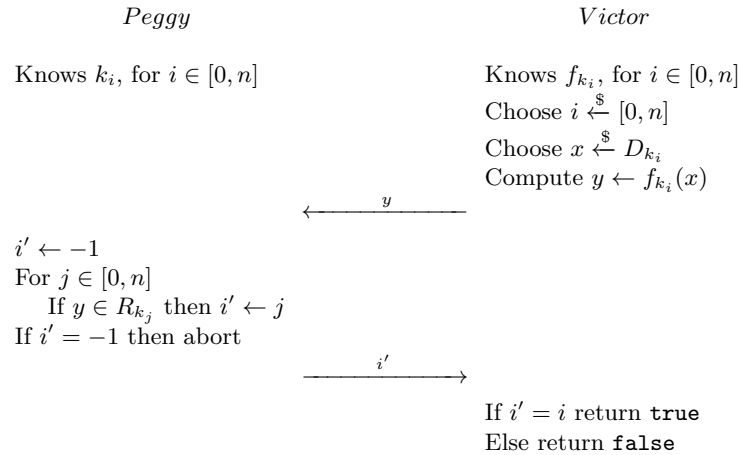 Peggy Victor
Knows k_i, for i ∈ [0, n] Knows f_{k_i}, for i ∈ [0, n]
Choose i ←$ [0, n]
Choose x ←$ D_{k_i}
Compute y ← f_{k_i}(x)
y
i′ ← −1
For j ∈ [0, n]
If y ∈ R_{k_j} then i′ ← j
If i′ = −1 then abort
i′
If i′ = i return true
Else return false